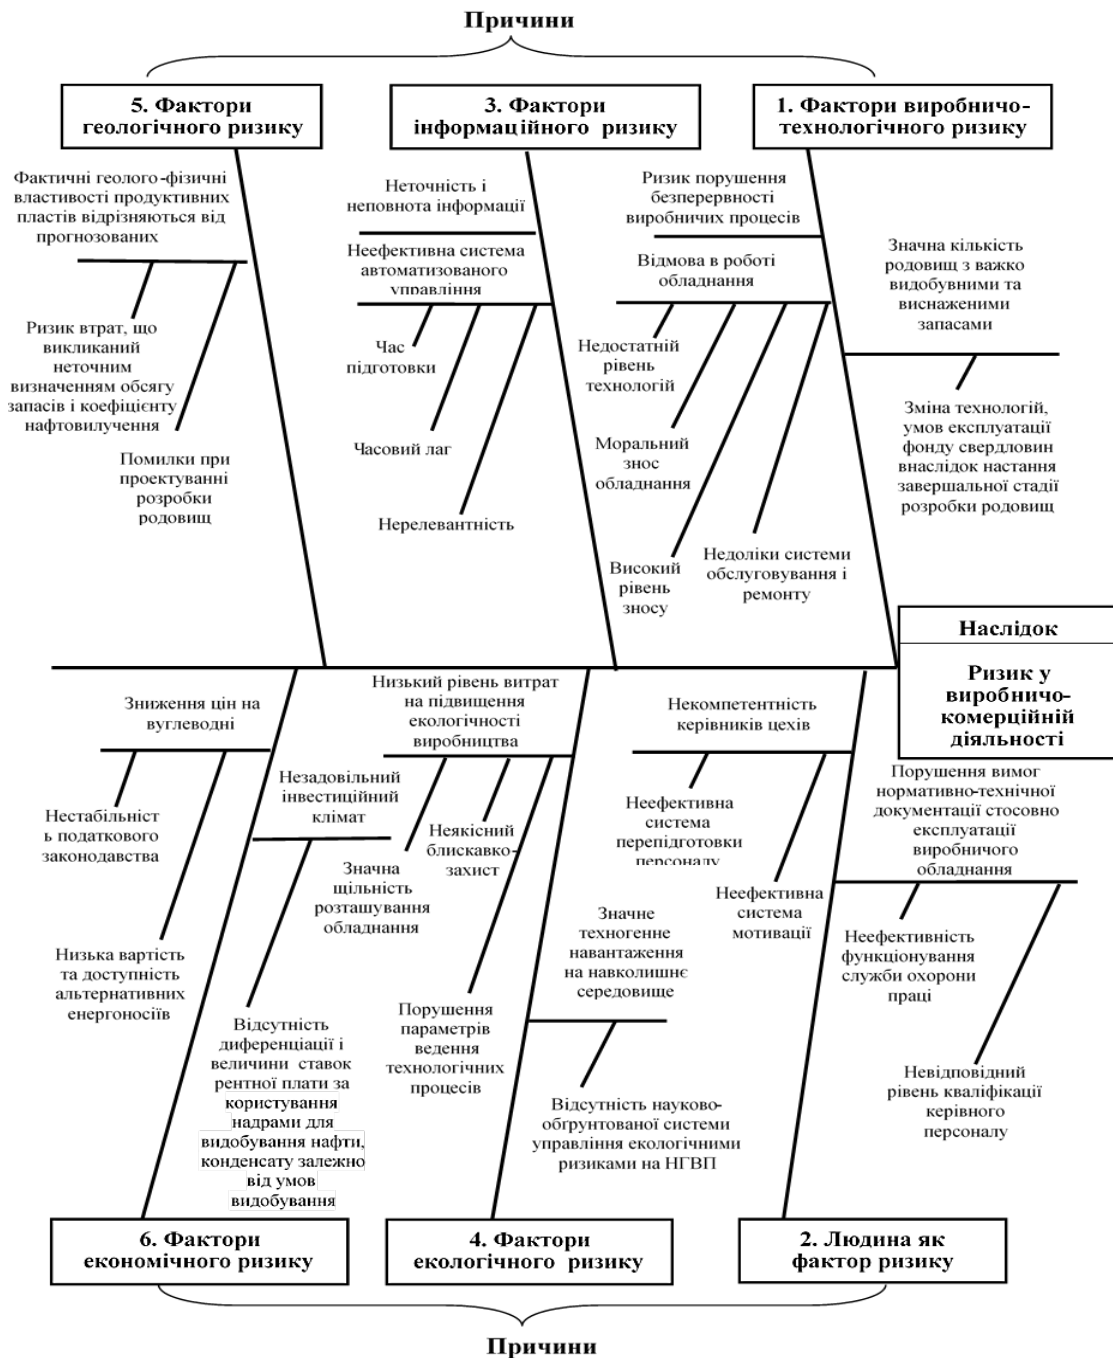 Причини
5. Фактори
геологічного ризику
3. Фактори
інформаційного ризику
1. Фактори виробничо-
технологічного ризику
Фактичні геолого-фізичні
властивості продуктивних
пластів відрізняються від
прогнозованих
Ризик втрат, що
викликаний
неточним
визначенням обсягу
запасів і коефіцієнту
нафтовилучення
Помилки при
проектуванні
розробки
родовищ
Неточність і
неповнота інформації
Неефективна система
автоматизованого
управління
Час
підготовки
Часовий лаг
Нерелевантність
Ризик порушення
безперервності
виробничих процесів
Відмова в роботі
обладнання
Недостатній
рівень
технологій
Моральний
знос
обладнання
Високий
рівень
зносу
Недоліки системи
обслуговування і
ремонту
Значна кількість
родовищ з важко
видобувними та
виснаженими
запасами
Зміна технологій,
умов експлуатації
фонду свердловин
внаслідок настання
завершальної стадії
розробки родовищ
Наслідок
Ризик у
виробничо-
комерційній
діяльності
Зниження цін на
вуглеводні
Нестабільніст
ь податкового
законодавства
Низька вартість
та доступність
альтернативних
енергоносіїв
Незадовільний
інвестиційний
клімат
Відсутність
диференціації і
величини ставок
рентної плати за
користування
надрами для
видобування нафти,
конденсату залежно
від умов
видобування
Низький рівень витрат
на підвищення
екологічності
виробництва
Значна
щільність
розташування
обладнання
Неякісний
блискавко-
захист
Порушення
параметрів
ведення
технологічних
процесів
Значне
техногенне
навантаження
на навколишнє
середовище
Відсутність науково-
обґрунтованої системи
управління екологічними
ризиками на НГВП
Некомпетентність
керівників цехів
Неефективна
система
перепідготовки
персоналу
Неефективна
система
мотивації
Порушення вимог
нормативно-технічної
документації стосовно
експлуатації
виробничого
обладнання
Неефективність
функціонування
служби охорони
праці
Невідповідний
рівень кваліфікації
керівного
персоналу
6. Фактори
економічного ризику
4. Фактори
екологічного ризику
2. Людина як
фактор ризику
Причини